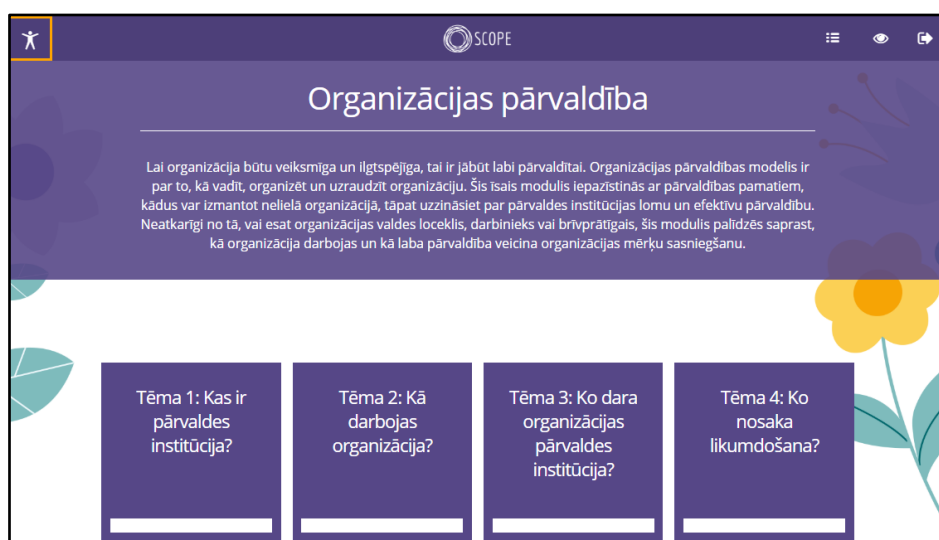 SCOPE
Organizācijas pārvaldība
Lai organizācija būtu veiksmīga un ilgtspējīga, tai ir jābūt labi pārvaldītai. Organizācijas pārvaldības modelis ir
par to, kā vadīt, organizēt un uzraudzīt organizāciju. Šis īsais modulis iepazīstinās ar pārvaldības pamatiem,
kādus var izmantot nelielā organizācijā, tāpat uzzināsiet par pārvaldes institūcijas lomu un efektīvu pārvaldību.
Neatkarīgi no tā, vai esat organizācijas valdes loceklis, darbinieks vai brīvprātīgais, šis modulis palīdzēs saprast,
kā organizācija darbojas un kā laba pārvaldība veicina organizācijas mērķu sasniegšanu.
Tēma 1: Kas ir
pārvaldes
institūcija?
Tēma 2: Kā
darbojas
organizācija?
Tēma 3: Ko dara
organizācijas
pārvaldes
institūcija?
Tēma 4: Ko
nosaka
likumdošana?